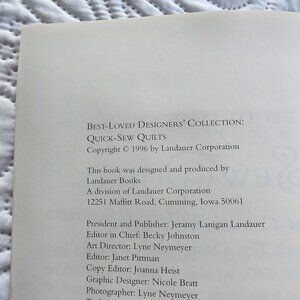 Best-Loved Designers' Collection:
Quick-Sew Quilts
Copyright © 1996 by Landauer Corporation
This book was designed and produced by
Landauer Books
A division of Landauer Corporation
12251 Maffitt Road, Cumming, Iowa 50061
President and Publisher: Jeramy Lanigan Landauer
Editor in Chief: Becky Johnston
Art Director: Lyne Neymeyer
Editor: Janet Pittman
Copy Editor: Joanna Heist
Graphic Designer: Nicole Bratt
Photographer: Lyne Neymeyer